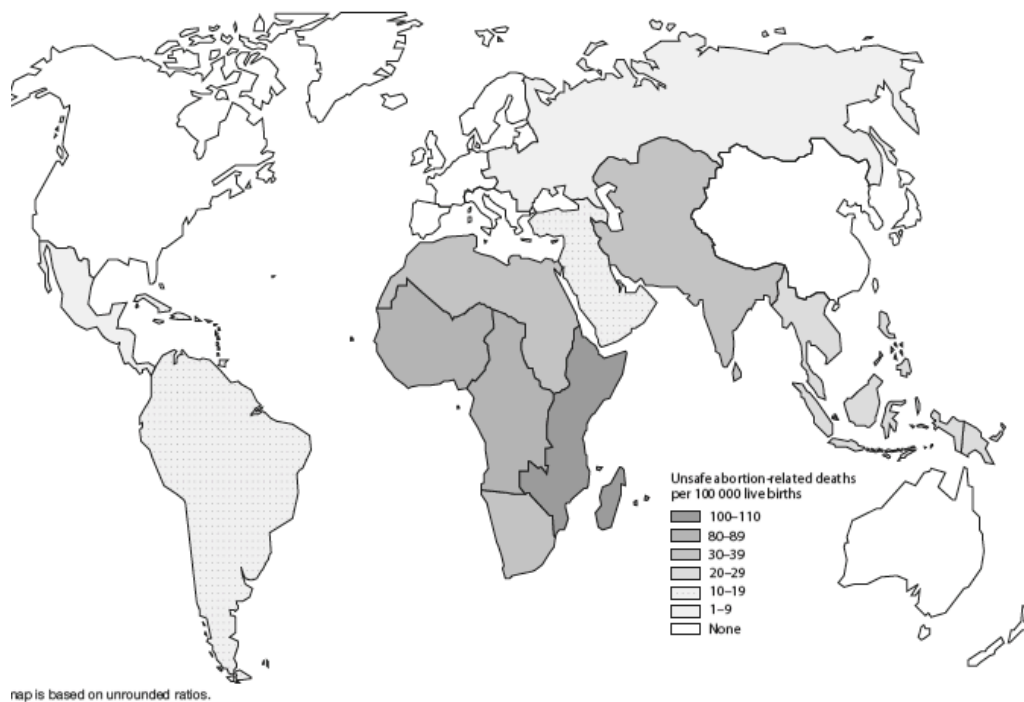 Unsafe abortion-related deaths
per 100 000 live births
100–110
80–89
30–39
20–29
10–19
1–9
None
map is based on unrounded ratios.